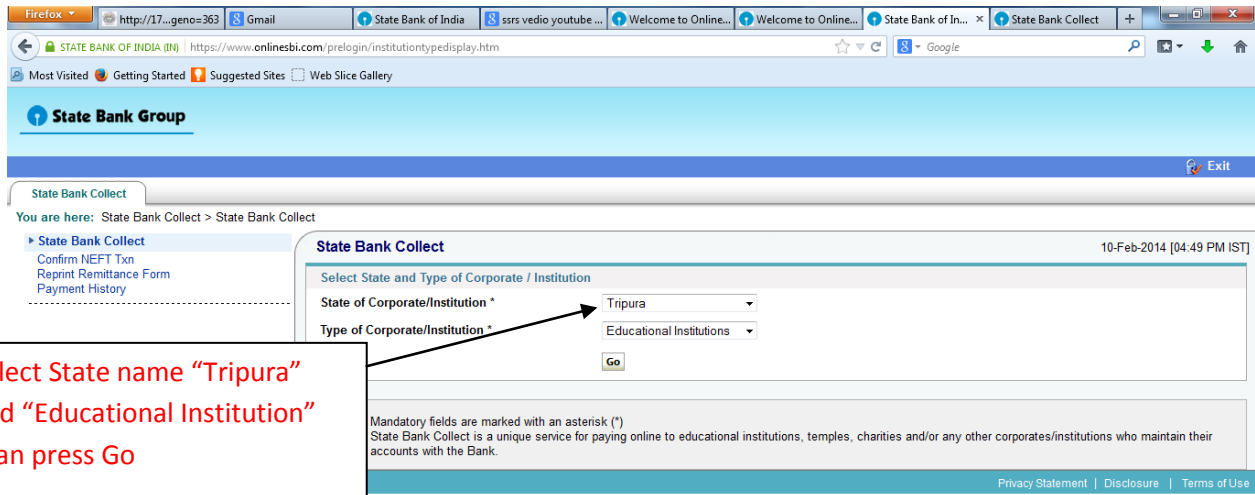 Firefox
http://17...geno=363
Gmail
State Bank of India
ssrs vedio youtube ...
Welcome to Online...
Welcome to Online...
State Bank of In... ×
State Bank Collect
+
STATE BANK OF INDIA (IN) https://www.onlinesbi.com/prelogin/institutiontypedisplay.htm
Google
Most Visited Getting Started Suggested Sites Web Slice Gallery
State Bank Group
Exit
State Bank Collect
You are here: State Bank Collect > State Bank Collect
State Bank Collect
Confirm NEFT Txn
Reprint Remittance Form
Payment History
State Bank Collect 10-Feb-2014 [04:49 PM IST]
Select State and Type of Corporate / Institution
State of Corporate/Institution * Tripura
Type of Corporate/Institution * Educational Institutions
Go
lect State name “Tripura”
d “Educational Institution”
an press Go
Mandatory fields are marked with an asterisk (*)
State Bank Collect is a unique service for paying online to educational institutions, temples, charities and/or any other corporates/institutions who maintain their
accounts with the Bank.
Privacy Statement | Disclosure | Terms of Use